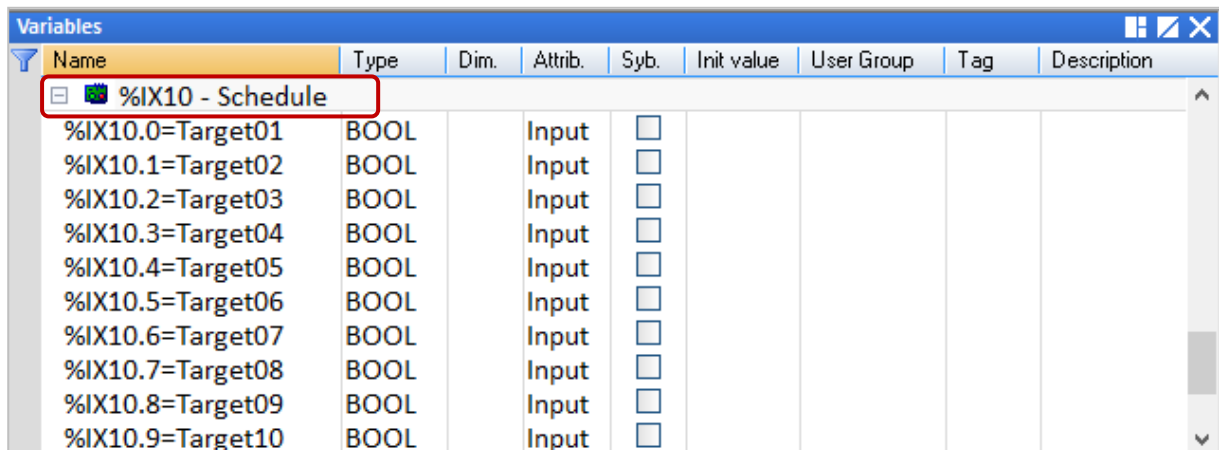 Variables
Name Type Dim. Attrib. Syb. Init value User Group Tag Description
%IX10 - Schedule
%IX10.0=Target01 BOOL Input
%IX10.1=Target02 BOOL Input
%IX10.2=Target03 BOOL Input
%IX10.3=Target04 BOOL Input
%IX10.4=Target05 BOOL Input
%IX10.5=Target06 BOOL Input
%IX10.6=Target07 BOOL Input
%IX10.7=Target08 BOOL Input
%IX10.8=Target09 BOOL Input
%IX10.9=Target10 BOOL Input